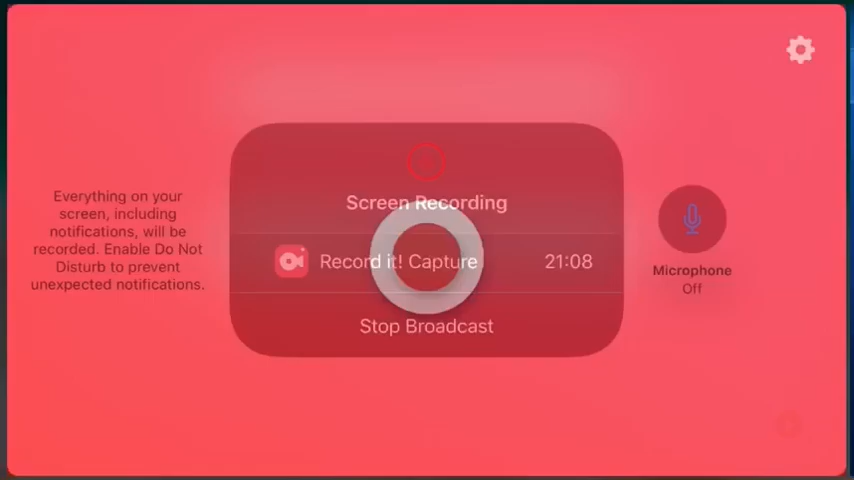 Everything on your
screen, including
notifications, will be
recorded. Enable Do Not
Disturb to prevent
unexpected notifications.
Screen Recording
Record it! Capture 21:08
Stop Broadcast
Microphone
Off